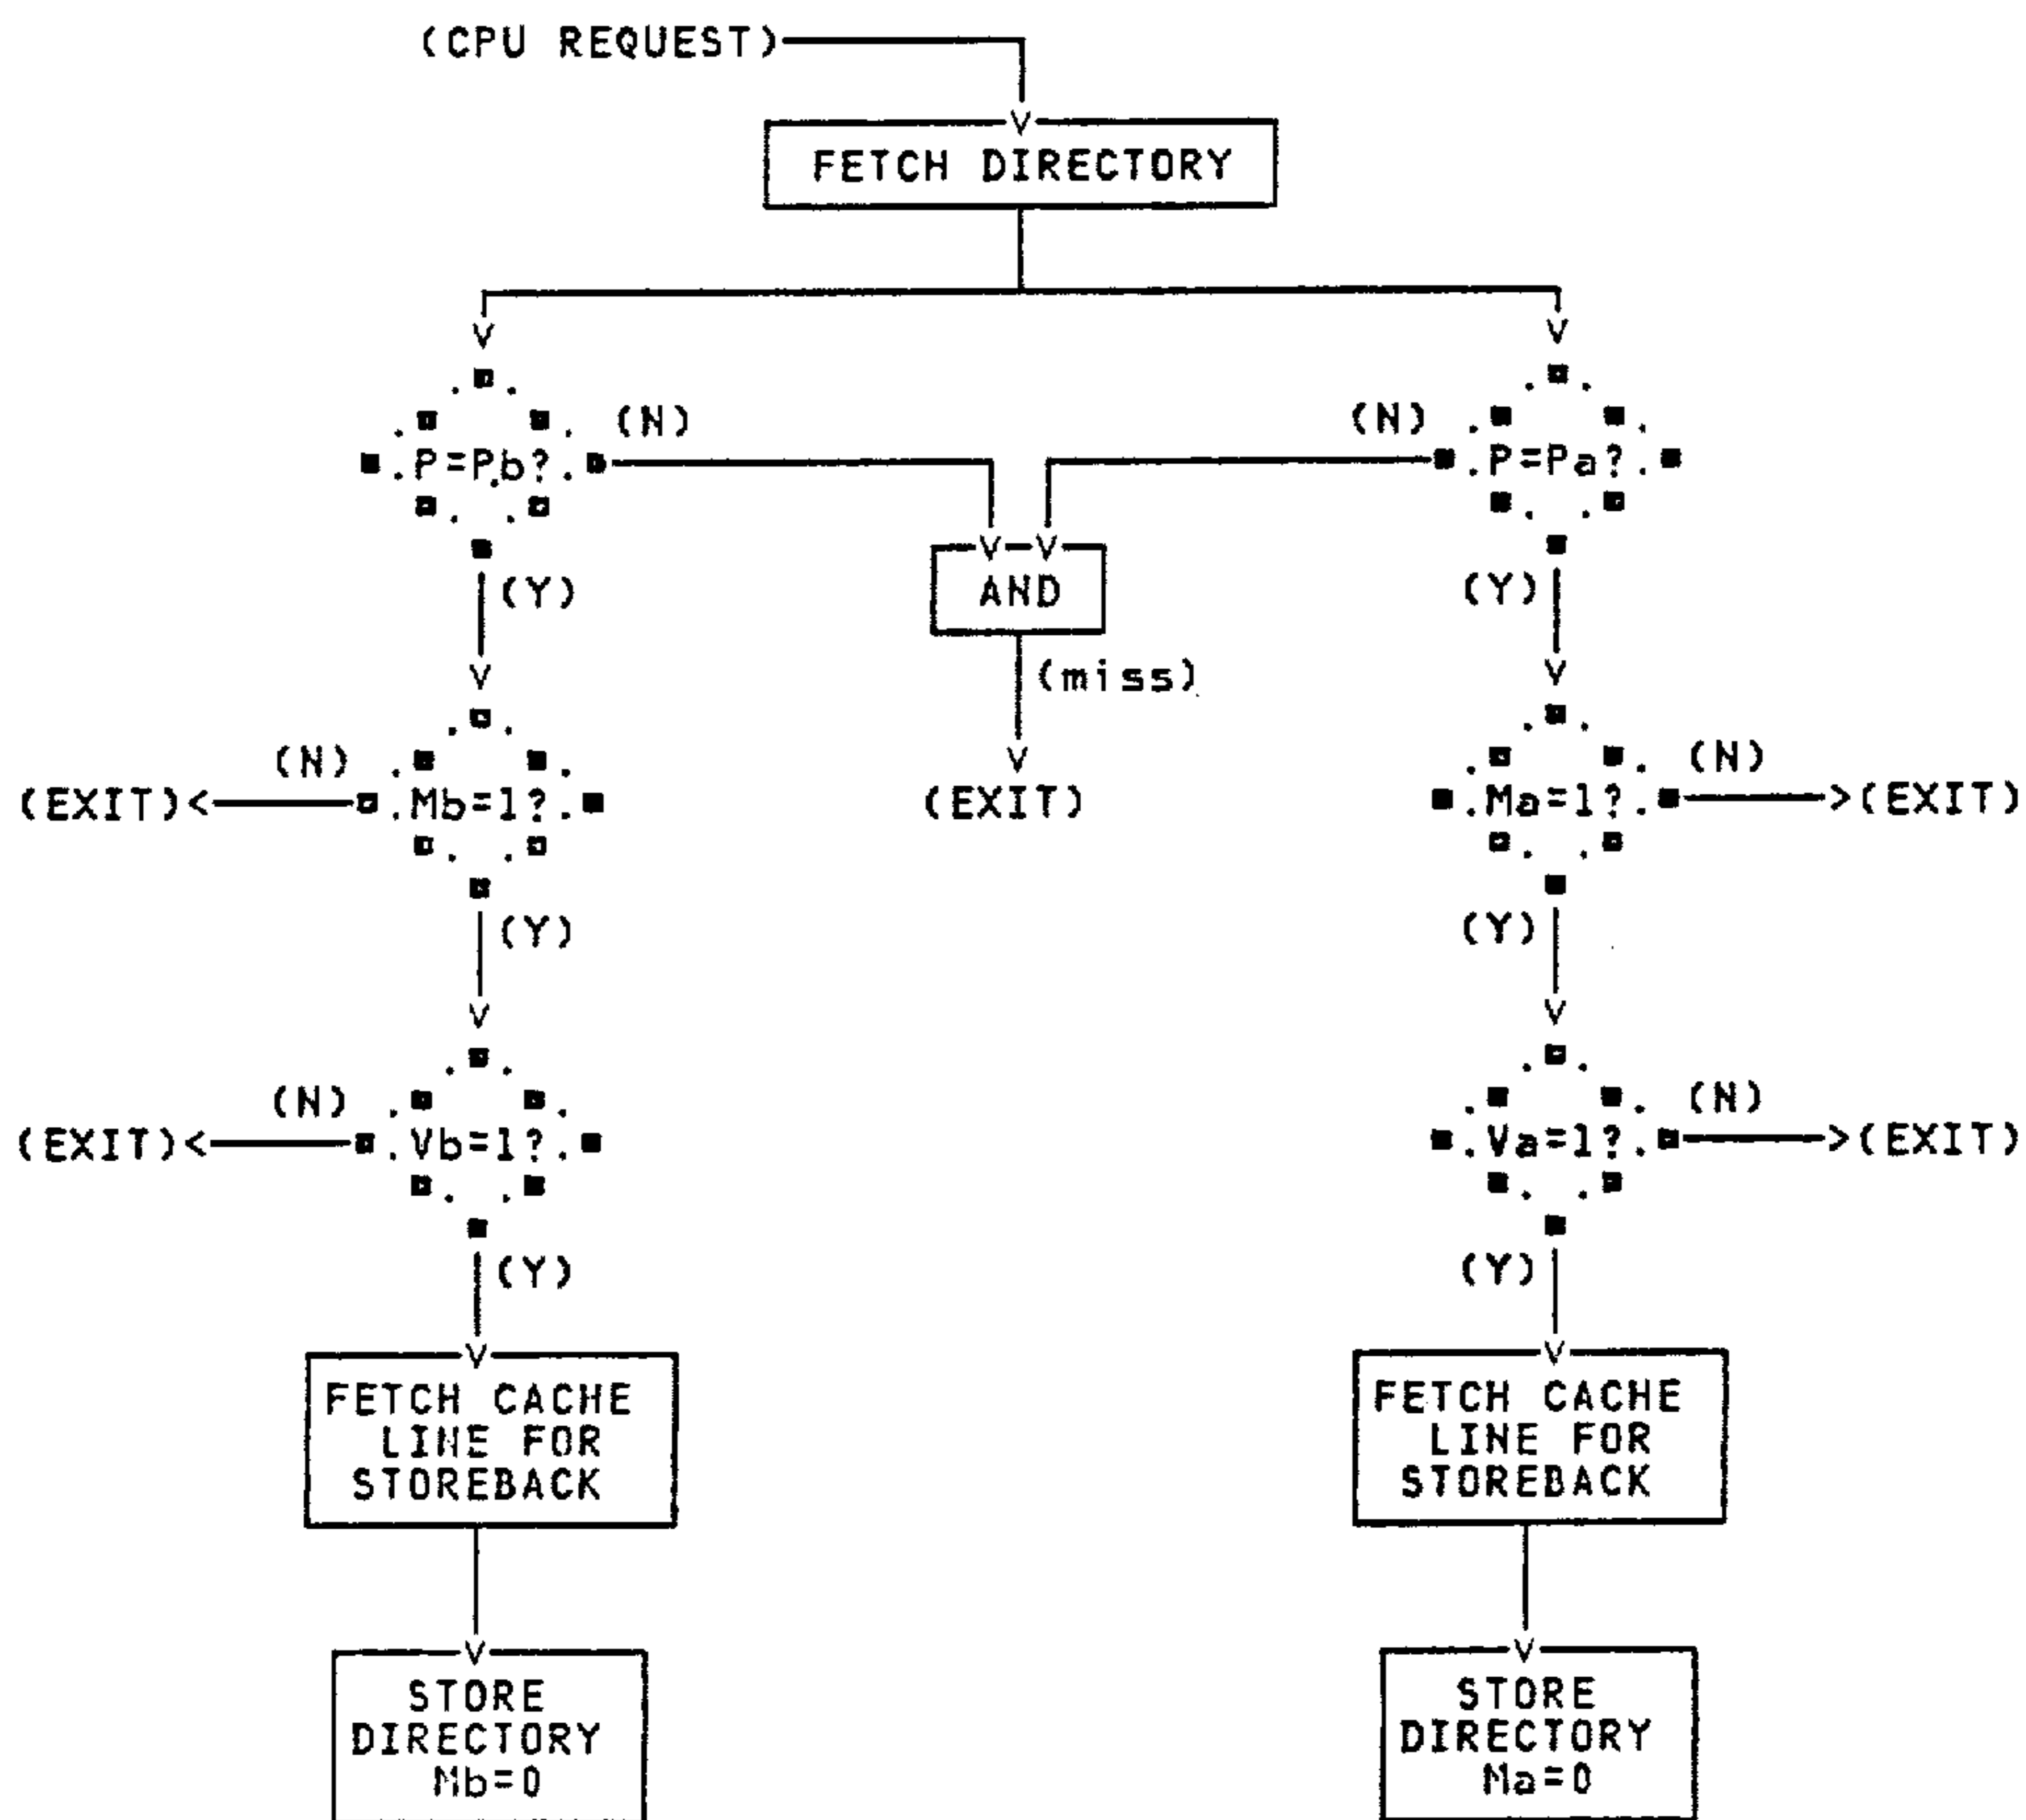 (CPU REQUEST)
FETCH DIRECTORY
(N) (N)
P=Pb? P=Pa?
(Y) AND (Y)
(miss)
(N) (N)
(EXIT) Mb=1? (EXIT) Ma=1? (EXIT)
(Y) (Y)
(N) (N)
(EXIT) Vb=1? Va=1? (EXIT)
(Y) (Y)
FETCH CACHE
LINE FOR
STOREBACK
FETCH CACHE
LINE FOR
STOREBACK
STORE
DIRECTORY
Mb=0
STORE
DIRECTORY
Ma=0